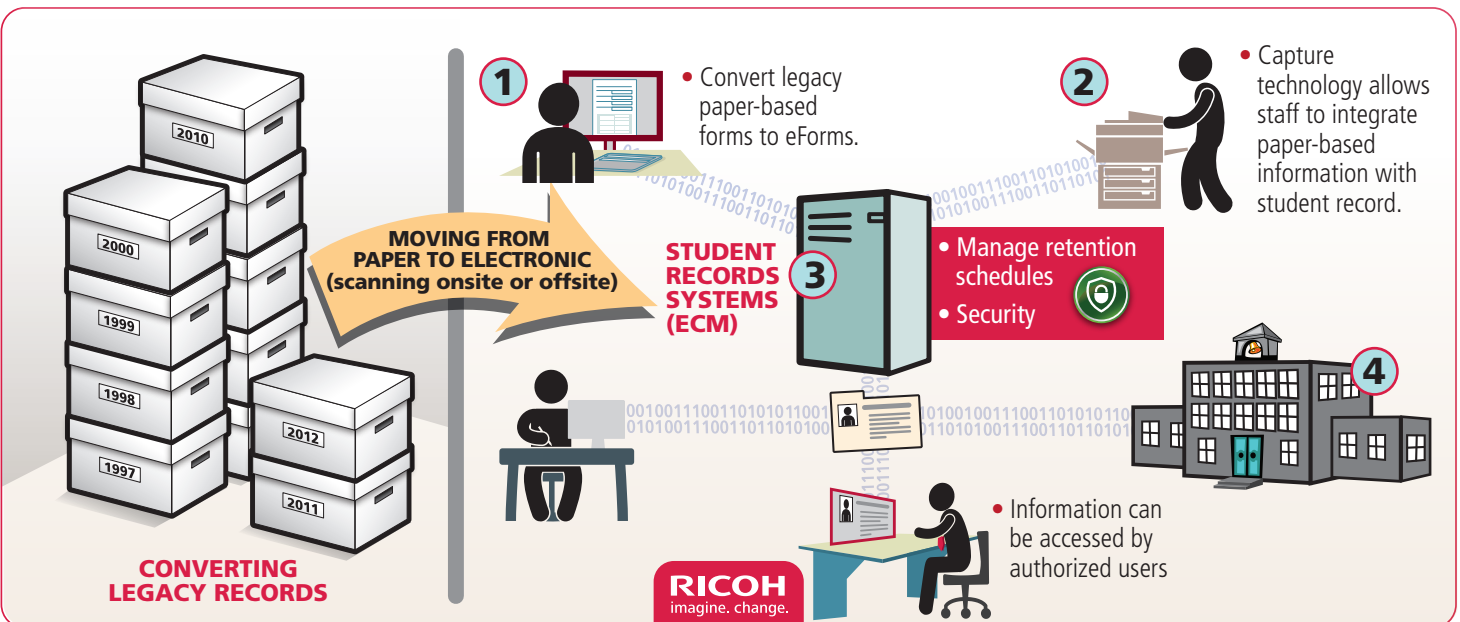 2010
2000
1999
1998
1997
2012
2011
CONVERTING
LEGACY RECORDS
MOVING FROM
PAPER TO ELECTRONIC
(scanning onsite or offsite)
1
• Convert legacy
paper-based
forms to eForms.
2
• Capture
technology allows
staff to integrate
paper-based
information with
student record.
STUDENT
RECORDS
SYSTEMS
(ECM)
3
• Manage retention
schedules
• Security
4
• Information can
be accessed by
authorized users
RICOH
imagine. change.